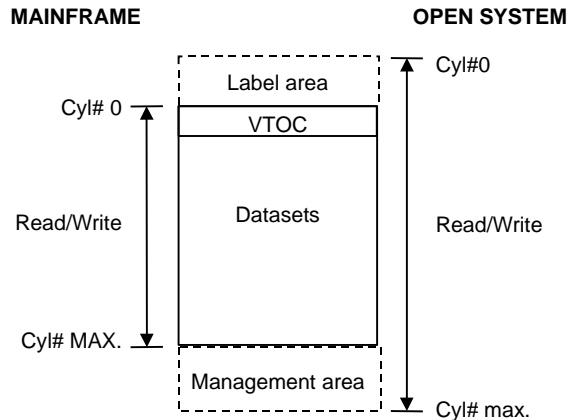 MAINFRAME
OPEN SYSTEM
Cyl#0
Label area
Cyl# 0
VTOC
Read/Write
Datasets
Read/Write
Cyl# MAX.
Management area
Cyl# max.